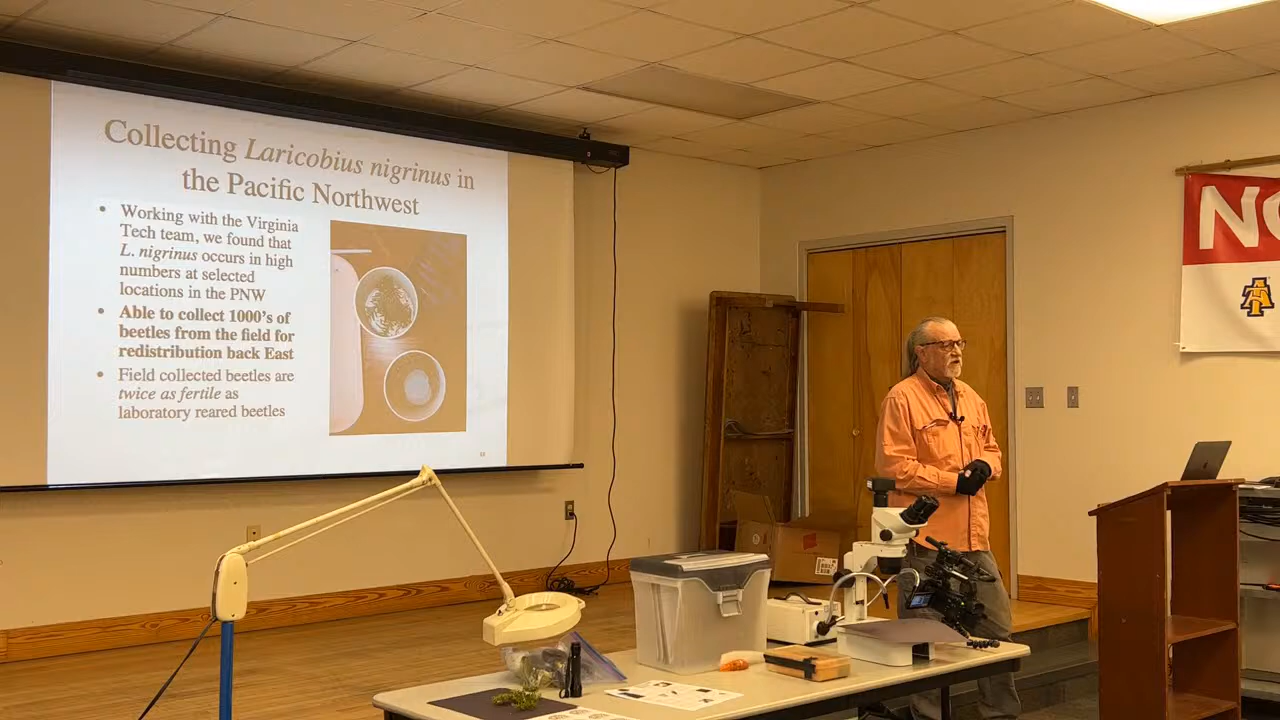 Collecting Laricobius nigrinus in
the Pacific Northwest
• Working with the Virginia
Tech team, we found that
L. nigrinus occurs in high
numbers at selected
locations in the PNW
• Able to collect 1000's of
beetles from the field for
redistribution back East
• Field collected beetles are
twice as fertile as
laboratory reared beetles